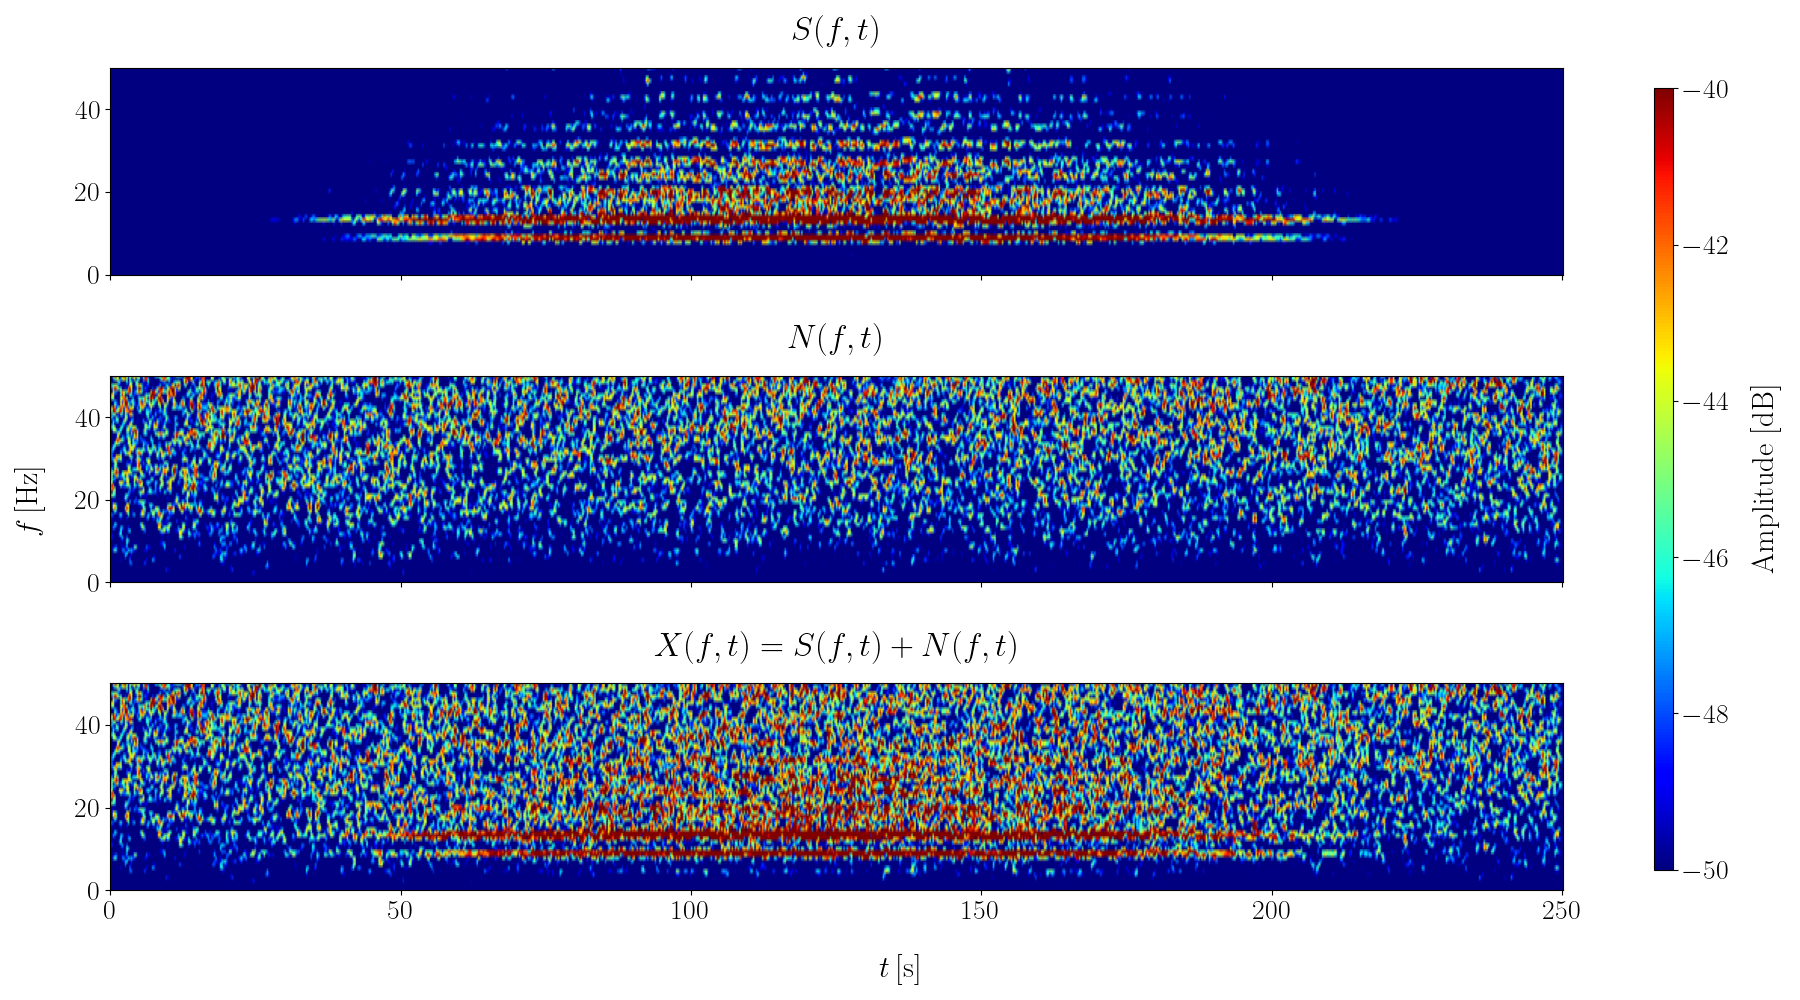 S(f, t)
40
20
0
N(f, t)
40
20
0
X(f, t) = S(f, t) + N(f, t)
40
20
0
0 50 100 150 200 250
t [s]
f [Hz]
−40
−42
−44
−46
−48
−50
Amplitude [dB]